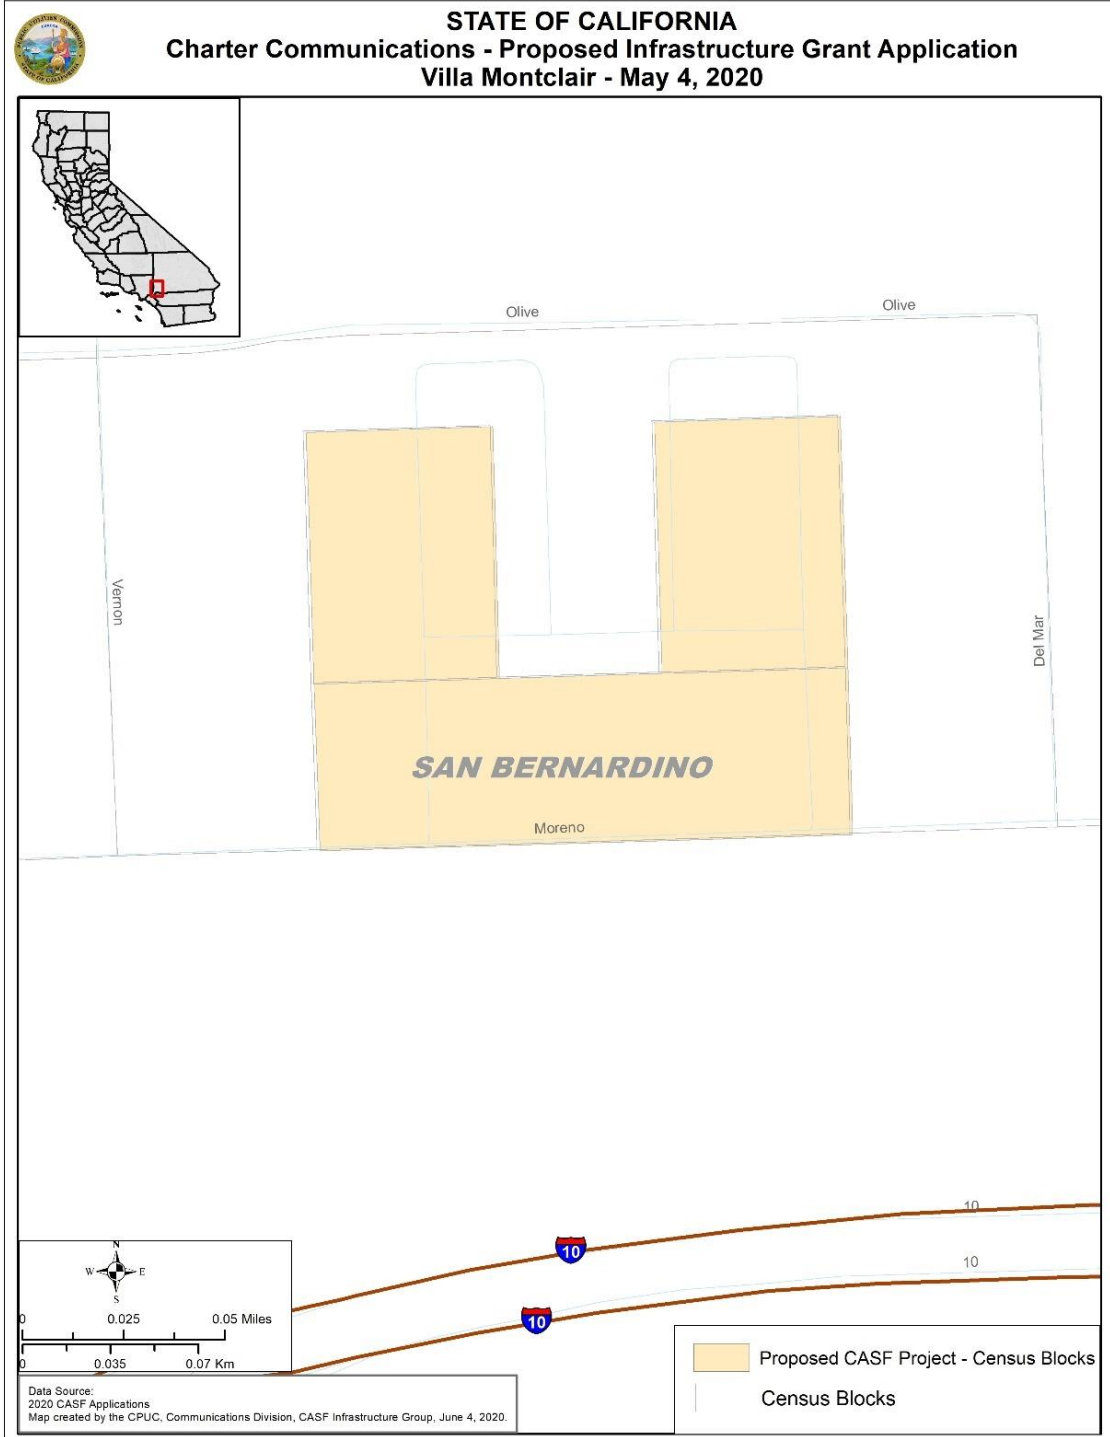 STATE OF CALIFORNIA
Charter Communications - Proposed Infrastructure Grant Application
Villa Montclair - May 4, 2020
Olive
Olive
Vernon
Del Mar
SAN BERNARDINO
Moreno
10
10
10
10
N
W E
S
0 0.025 0.05 Miles
0 0.035 0.07 Km
Proposed CASF Project - Census Blocks
Census Blocks
Data Source:
2020 CASF Applications
Map created by the CPUC, Communications Division, CASF Infrastructure Group, June 4, 2020.